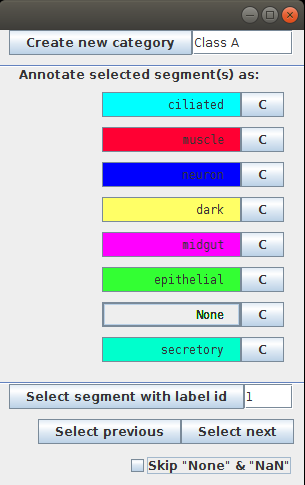 Create new category Class A
Annotate selected segment(s) as:
ciliated C
muscle C
neuron C
dark C
midgut C
epithelial C
None C
secretory C
Select segment with label id 1
Select previous Select next
Skip "None" & "NaN"